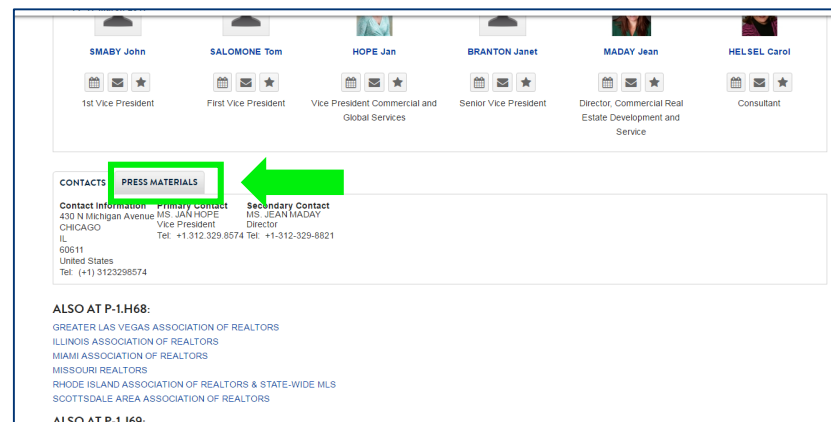 SMABY John
SALOMONE Tom
HOPE Jan
BRANTON Janet
MADAY Jean
HELSEL Carol
1st Vice President
First Vice President
Vice President Commercial and
Global Services
Senior Vice President
Director, Commercial Real
Estate Development and
Service
Consultant
CONTACTS
PRESS MATERIALS
Contact Information
430 N Michigan Avenue
CHICAGO
IL
60611
United States
Tel: (+1) 3123298574
Primary Contact
MS. JAN HOPE
Vice President
Tel: +1.312.329.8574
Secondary Contact
MS. JEAN MADAY
Director
Tel: +1-312-329-8821
ALSO AT P-1.H68:
GREATER LAS VEGAS ASSOCIATION OF REALTORS
ILLINOIS ASSOCIATION OF REALTORS
MIAMI ASSOCIATION OF REALTORS
MISSOURI REALTORS
RHODE ISLAND ASSOCIATION OF REALTORS & STATE-WIDE MLS
SCOTTSDALE AREA ASSOCIATION OF REALTORS
ALSO AT P-1.J69: